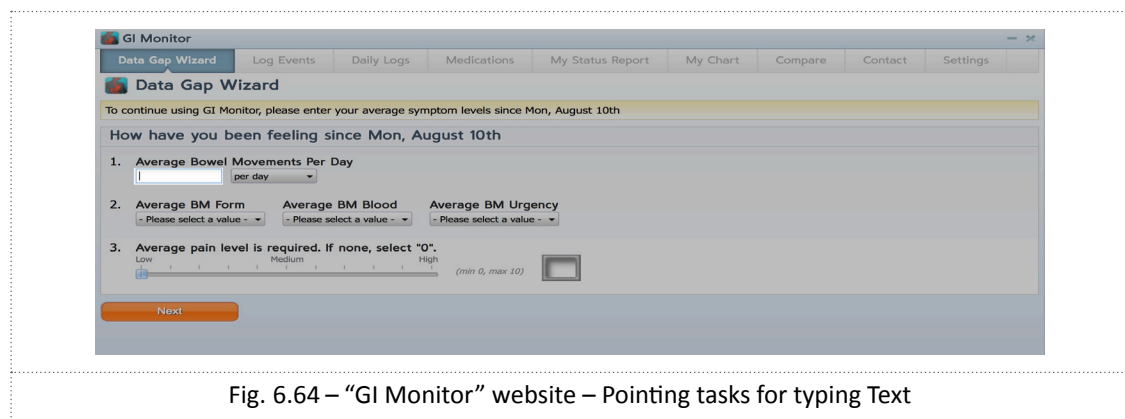 GI Monitor
Data Gap Wizard Log Events Daily Logs Medications My Status Report My Chart Compare Contact Settings
Data Gap Wizard
To continue using GI Monitor, please enter your average symptom levels since Mon, August 10th
How have you been feeling since Mon, August 10th
1. Average Bowel Movements Per Day
per day
2. Average BM Form Average BM Blood Average BM Urgency
- Please select a value - - Please select a value - - Please select a value -
3. Average pain level is required. If none, select "0".
Low Medium High
(min 0, max 10)
Next
Fig. 6.64 – “GI Monitor” website – Pointing tasks for typing Text